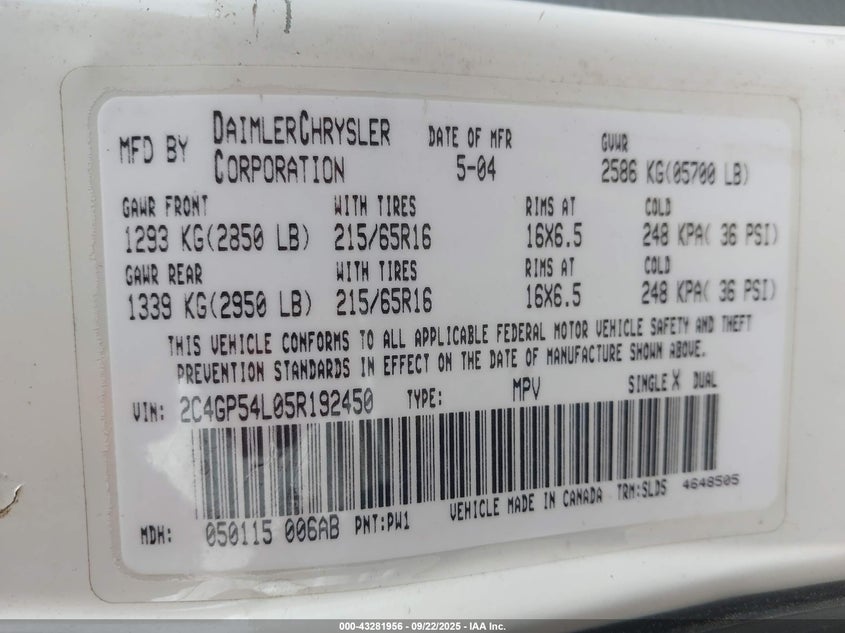 MFD BY DAIMLERCHRYSLER CORPORATION DATE OF MFR 5-04 GVWR 2586 KG(05700 LB)
GAWR FRONT WITH TIRES RIMS AT COLD
1293 KG(2850 LB) 215/65R16 16X6.5 248 KPA( 36 PSI)
GAWR REAR WITH TIRES RIMS AT COLD
1339 KG(2950 LB) 215/65R16 16X6.5 248 KPA( 36 PSI)
THIS VEHICLE CONFORMS TO ALL APPLICABLE FEDERAL MOTOR VEHICLE SAFETY AND THEFT
PREVENTION STANDARDS IN EFFECT ON THE DATE OF MANUFACTURE SHOWN ABOVE.
VIN: 2C4GP54L05R192450 TYPE: MPV SINGLE X DUAL
MDH: 050115 006AB PNT:PW1 VEHICLE MADE IN CANADA TRM:SLD5 4648505
000-43281956 - 09/22/2025 - IAA Inc.